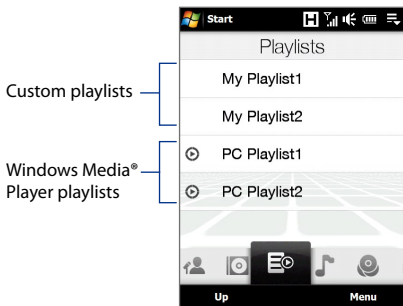 Start
Playlists
Custom playlists
My Playlist1
My Playlist2
Windows Media®
Player playlists
PC Playlist1
PC Playlist2
Up Menu